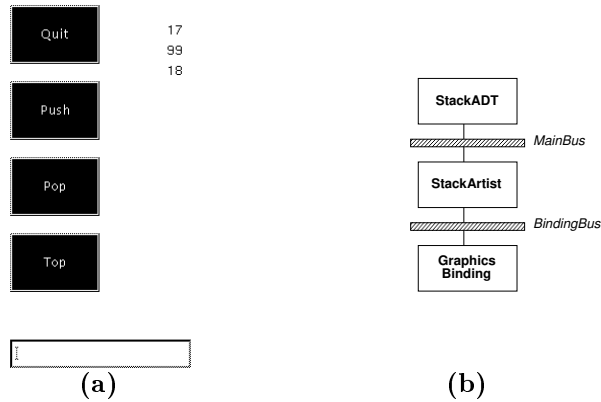 Quit
17
99
18
Push
Pop
Top
(a)
StackADT
MainBus
StackArtist
BindingBus
Graphics
Binding
(b)